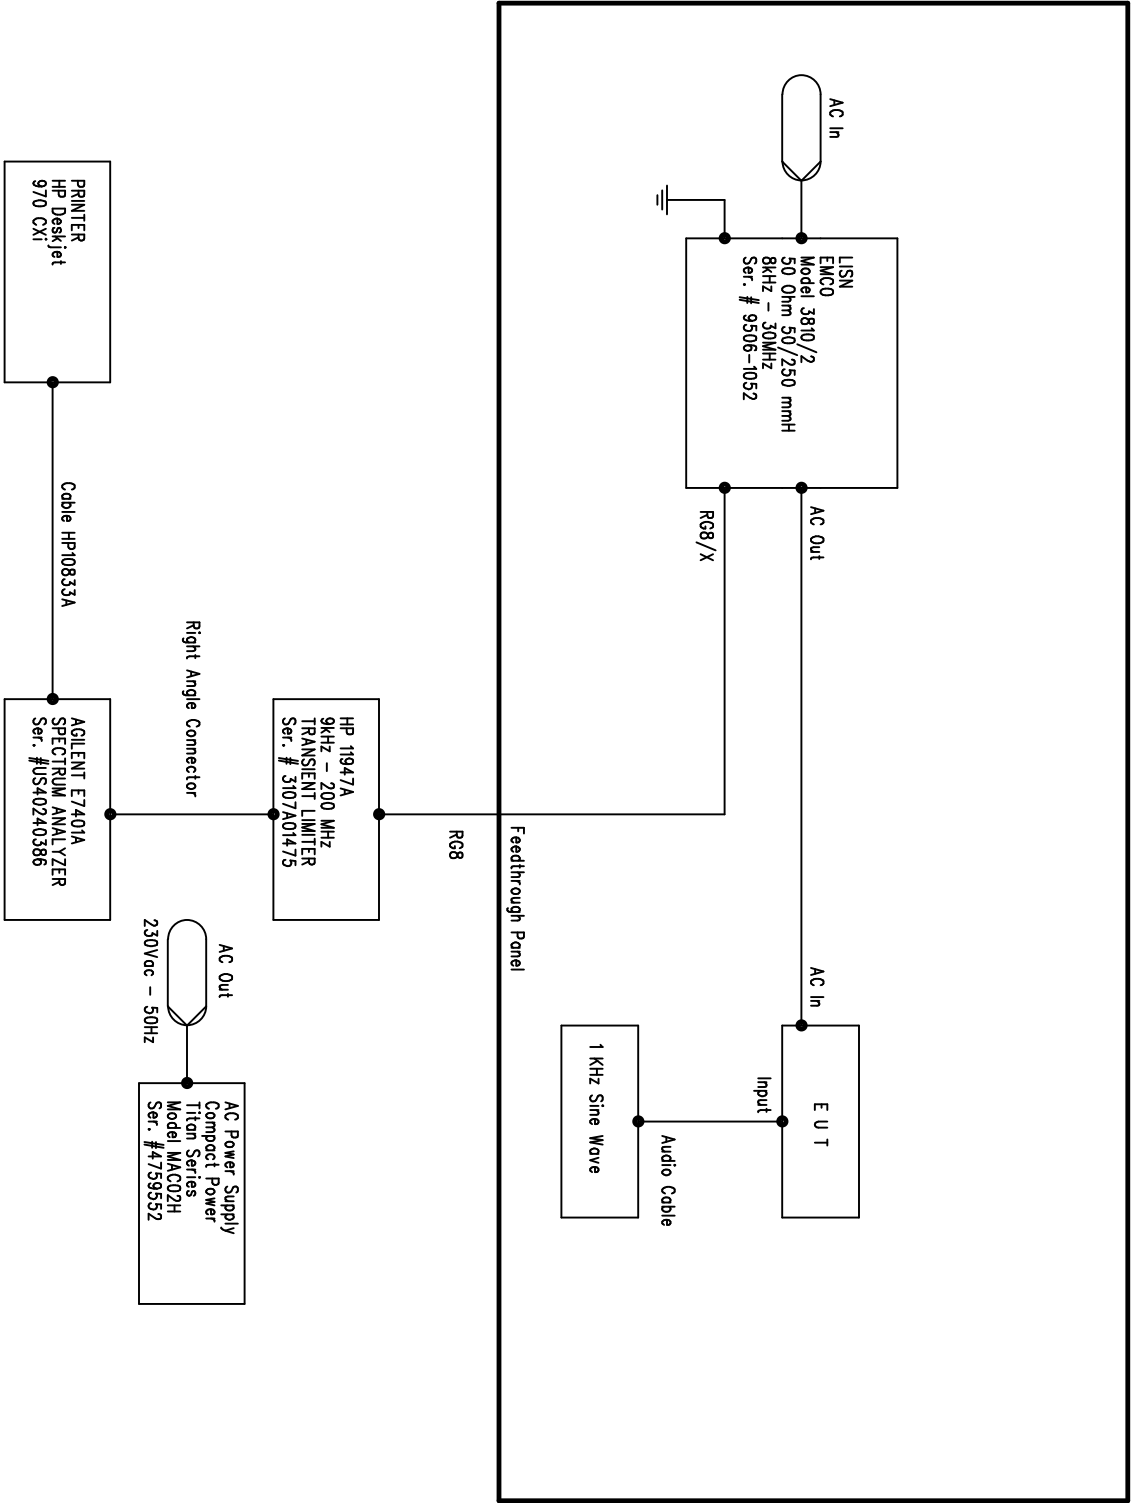 AC In
LISN
EMCO
Model 3810/2
50 Ohm 50/250 mmH
8kHz - 30MHz
Ser. # 9506-1052
AC Out
RG8/X
AC In
E U T
Input
Audio Cable
1 KHz Sine Wave
Feedthrough Panel
RG8
HP 11947A
9kHz - 200 MHz
TRANSIENT LIMITER
Ser. # 3107A01475
Right Angle Connector
AC Out
230Vac - 50Hz
AC Power Supply
Compact Power
Titan Series
Model MAC02H
Ser. #4759552
PRINTER
HP Deskjet
970 CXi
Cable HP10833A
AGILENT E7401A
SPECTRUM ANALYZER
Ser. #US40240386